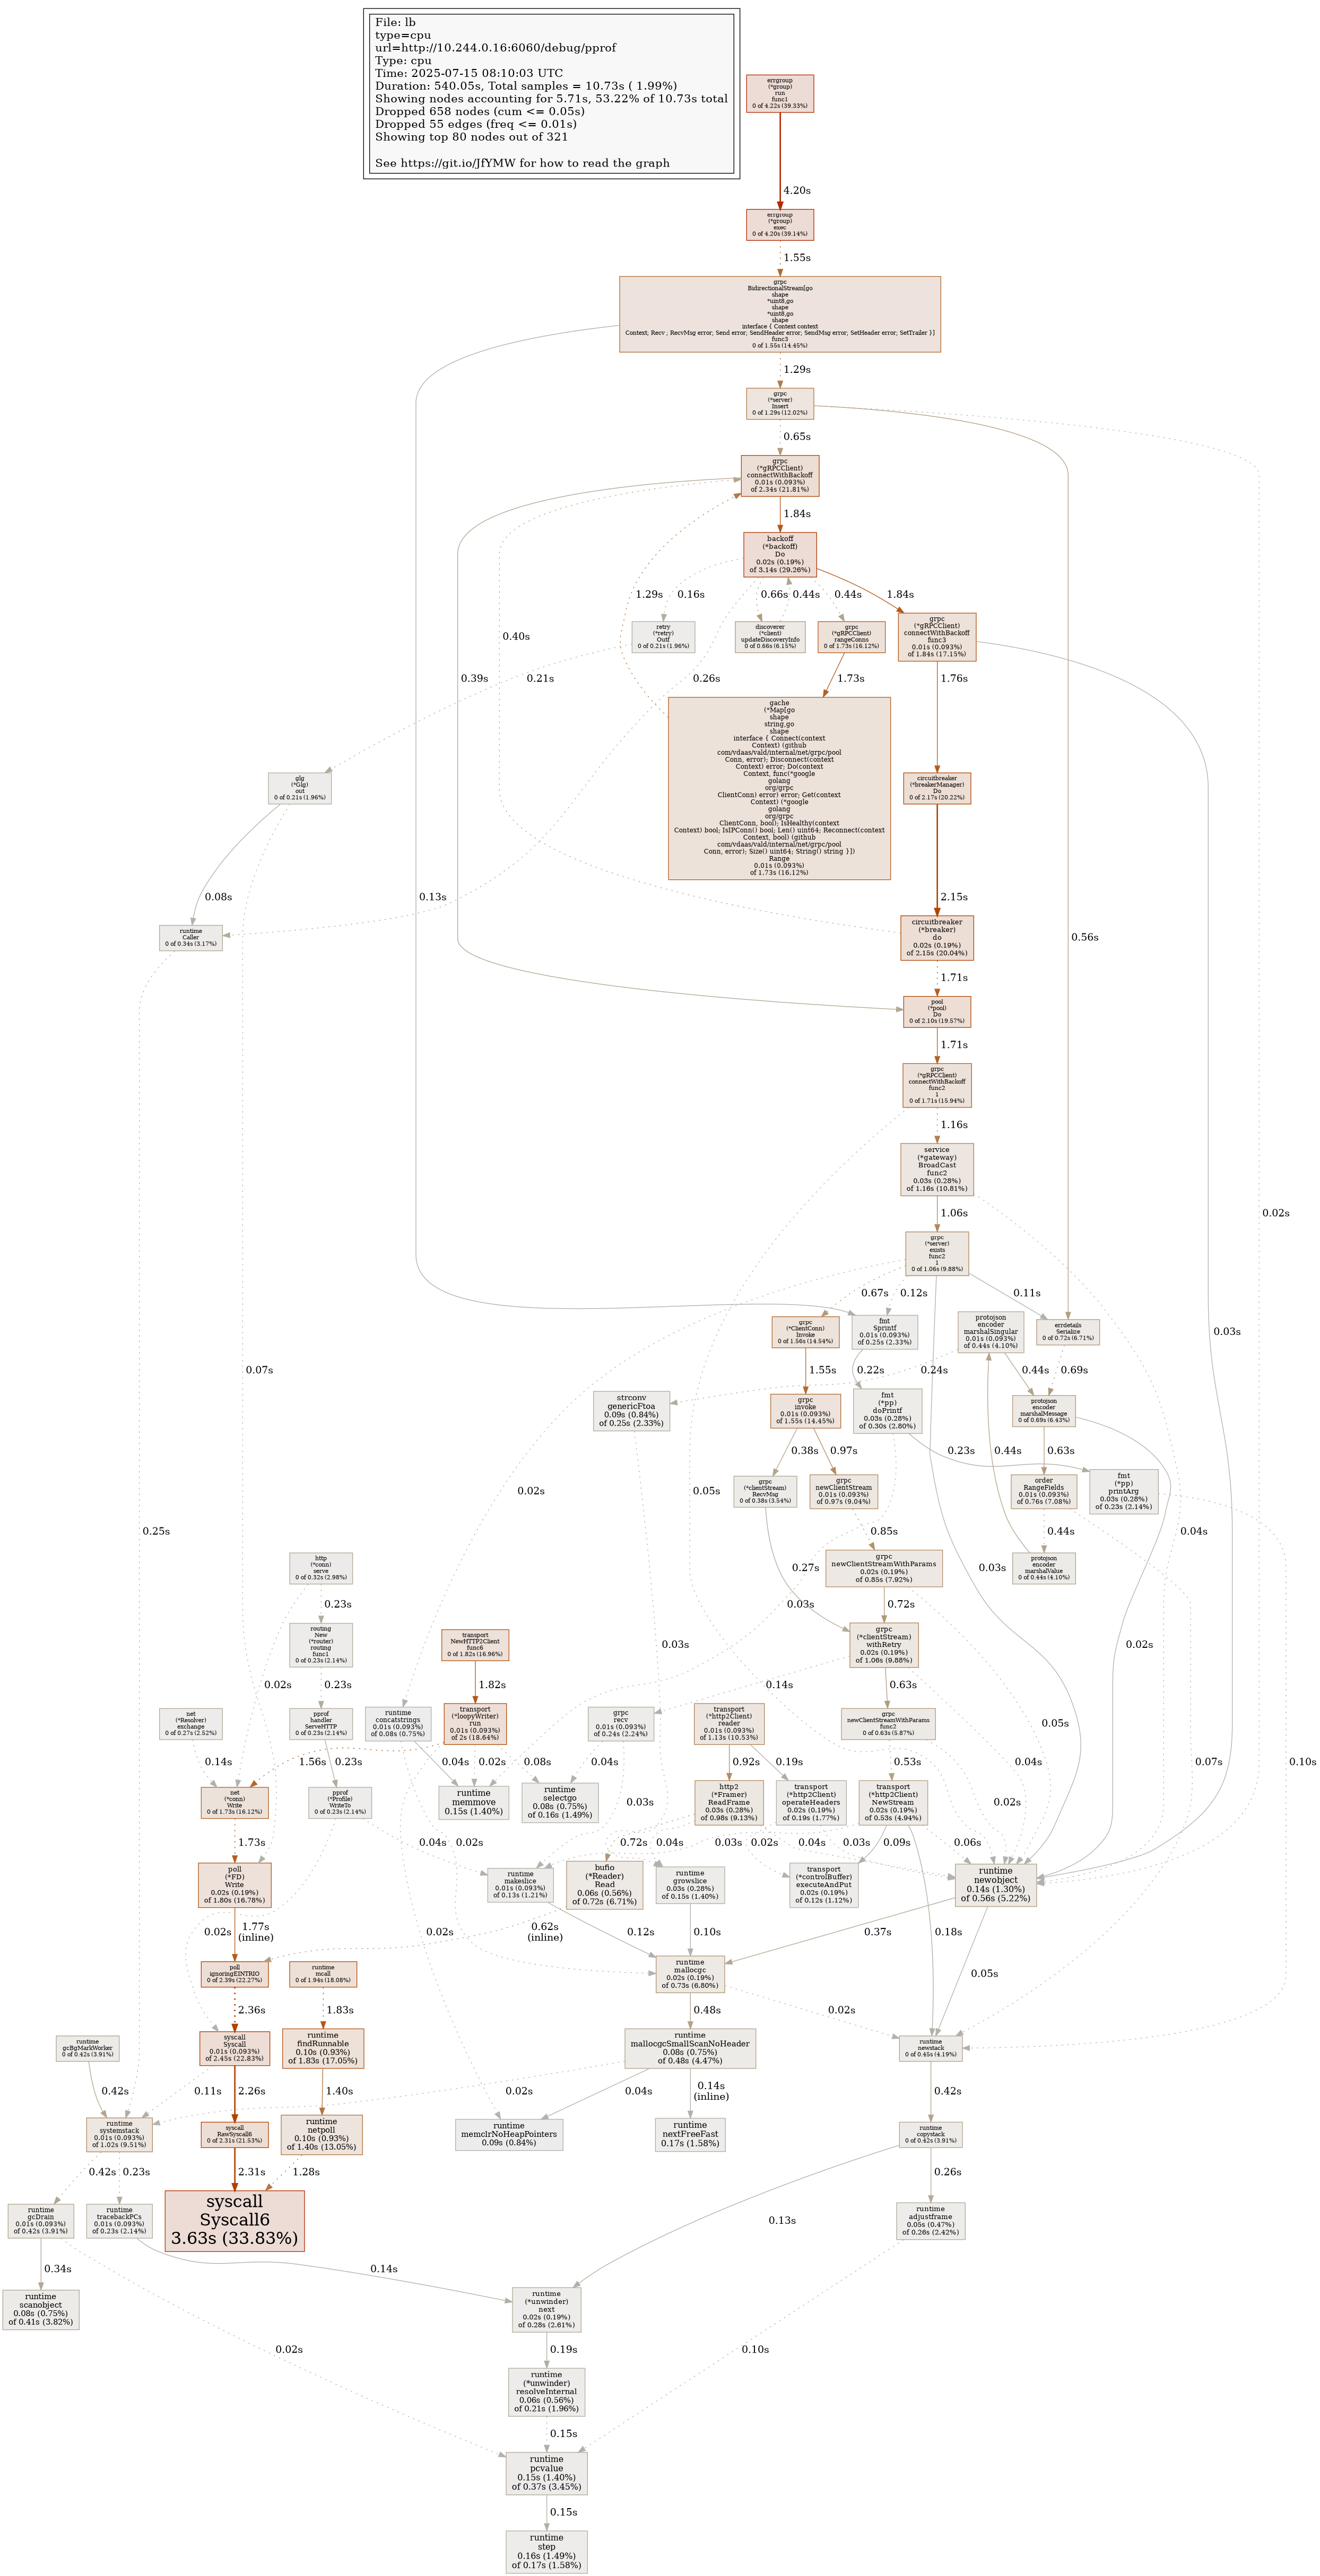 File: lb
type=cpu
url=http://10.244.0.16:6060/debug/pprof
Type: cpu
Time: 2025-07-15 08:10:03 UTC
Duration: 540.05s, Total samples = 10.73s ( 1.99%)
Showing nodes accounting for 5.71s, 53.22% of 10.73s total
Dropped 658 nodes (cum <= 0.05s)
Dropped 55 edges (freq <= 0.01s)
Showing top 80 nodes out of 321
See https://git.io/JfYMW for how to read the graph
errgroup
(*group)
run
func1
0 of 4.22s (39.33%)
4.20s
errgroup
(*group)
exec
0 of 4.20s (39.14%)
1.55s
grpc
BidirectionalStream[go
shape
*uint8,go
shape
*uint8,go
shape
interface { Context context
Context; Recv ; RecvMsg error; Send error; SendHeader error; SendMsg error; SetHeader error; SetTrailer }]
func3
0 of 1.55s (14.45%)
1.29s
grpc
(*server)
Insert
0 of 1.29s (12.02%)
0.65s
grpc
(*gRPCClient)
connectWithBackoff
0.01s (0.093%)
of 2.34s (21.81%)
1.84s
backoff
(*backoff)
Do
0.02s (0.19%)
of 3.14s (29.26%)
1.29s
0.16s
0.66s
0.44s
0.44s
1.84s
retry
(*retry)
Outf
0 of 0.21s (1.96%)
discoverer
(*client)
updateDiscoveryInfo
0 of 0.66s (6.15%)
grpc
(*gRPCClient)
rangeConns
0 of 1.73s (16.12%)
grpc
(*gRPCClient)
connectWithBackoff
func3
0.01s (0.093%)
of 1.84s (17.15%)
0.40s
0.39s
0.21s
0.26s
1.73s
1.76s
gache
(*Map[go
shape
string,go
shape
interface { Connect(context
Context) (github
com/vdaas/vald/internal/net/grpc/pool
Conn, error); Disconnect(context
Context) error; Do(context
Context, func(*google
golang
org/grpc
ClientConn) error) error; Get(context
Context) (*google
golang
org/grpc
ClientConn, bool); IsHealthy(context
Context) bool; IsIPConn() bool; Len() uint64; Reconnect(context
Context, bool) (github
com/vdaas/vald/internal/net/grpc/pool
Conn, error); Size() uint64; String() string }])
Range
0.01s (0.093%)
of 1.73s (16.12%)
glg
(*Glg)
out
0 of 0.21s (1.96%)
circuitbreaker
(*breakerManager)
Do
0 of 2.17s (20.22%)
0.08s
0.13s
2.15s
runtime
Caller
0 of 0.34s (3.17%)
circuitbreaker
(*breaker)
do
0.02s (0.19%)
of 2.15s (20.04%)
0.56s
1.71s
pool
(*pool)
Do
0 of 2.10s (19.57%)
1.71s
grpc
(*gRPCClient)
connectWithBackoff
func2
1
0 of 1.71s (15.94%)
1.16s
service
(*gateway)
BroadCast
func2
0.03s (0.28%)
of 1.16s (10.81%)
1.06s
0.02s
grpc
(*server)
exists
func2
1
0 of 1.06s (9.88%)
0.67s
0.12s
0.11s
grpc
(*ClientConn)
Invoke
0 of 1.56s (14.54%)
fmt
Sprintf
0.01s (0.093%)
of 0.25s (2.33%)
protojson
encoder
marshalSingular
0.01s (0.093%)
of 0.44s (4.10%)
errdetails
Serialize
0 of 0.72s (6.71%)
0.03s
0.07s
1.55s
0.22s
0.24s
0.44s
0.69s
strconv
genericFtoa
0.09s (0.84%)
of 0.25s (2.33%)
grpc
invoke
0.01s (0.093%)
of 1.55s (14.45%)
fmt
(*pp)
doPrintf
0.03s (0.28%)
of 0.30s (2.80%)
protojson
encoder
marshalMessage
0 of 0.69s (6.43%)
0.38s
0.97s
0.23s
0.44s
0.63s
0.02s
0.05s
grpc
(*clientStream)
RecvMsg
0 of 0.38s (3.54%)
grpc
newClientStream
0.01s (0.093%)
of 0.97s (9.04%)
order
RangeFields
0.01s (0.093%)
of 0.76s (7.08%)
fmt
(*pp)
printArg
0.03s (0.28%)
of 0.23s (2.14%)
0.25s
0.85s
0.44s
0.04s
http
(*conn)
serve
0 of 0.32s (2.98%)
0.27s
grpc
newClientStreamWithParams
0.02s (0.19%)
of 0.85s (7.92%)
0.03s
protojson
encoder
marshalValue
0 of 0.44s (4.10%)
0.23s
0.03s
0.72s
routing
New
(*router)
routing
func1
0 of 0.23s (2.14%)
transport
NewHTTP2Client
func6
0 of 1.82s (16.96%)
grpc
(*clientStream)
withRetry
0.02s (0.19%)
of 1.06s (9.88%)
0.03s
0.02s
0.02s
0.23s
1.82s
0.14s
0.63s
net
(*Resolver)
exchange
0 of 0.27s (2.52%)
pprof
handler
ServeHTTP
0 of 0.23s (2.14%)
runtime
concatstrings
0.01s (0.093%)
of 0.08s (0.75%)
transport
(*loopyWriter)
run
0.01s (0.093%)
of 2s (18.64%)
grpc
recv
0.01s (0.093%)
of 0.24s (2.24%)
transport
(*http2Client)
reader
0.01s (0.093%)
of 1.13s (10.53%)
grpc
newClientStreamWithParams
func2
0 of 0.63s (5.87%)
0.05s
0.14s
0.23s
1.56s
0.04s
0.02s
0.08s
0.04s
0.92s
0.19s
0.53s
0.04s
0.07s
0.10s
net
(*conn)
Write
0 of 1.73s (16.12%)
pprof
(*Profile)
WriteTo
0 of 0.23s (2.14%)
runtime
memmove
0.15s (1.40%)
runtime
selectgo
0.08s (0.75%)
of 0.16s (1.49%)
0.03s
http2
(*Framer)
ReadFrame
0.03s (0.28%)
of 0.98s (9.13%)
transport
(*http2Client)
operateHeaders
0.02s (0.19%)
of 0.19s (1.77%)
transport
(*http2Client)
NewStream
0.02s (0.19%)
of 0.53s (4.94%)
0.02s
1.73s
0.04s
0.02s
0.72s
0.04s
0.03s
0.02s
0.04s
0.03s
0.09s
0.06s
poll
(*FD)
Write
0.02s (0.19%)
of 1.80s (16.78%)
runtime
makeslice
0.01s (0.093%)
of 0.13s (1.21%)
bufio
(*Reader)
Read
0.06s (0.56%)
of 0.72s (6.71%)
runtime
growslice
0.03s (0.28%)
of 0.15s (1.40%)
transport
(*controlBuffer)
executeAndPut
0.02s (0.19%)
of 0.12s (1.12%)
runtime
newobject
0.14s (1.30%)
of 0.56s (5.22%)
0.02s
1.77s
(inline)
0.02s
0.62s
(inline)
0.12s
0.10s
0.37s
0.18s
poll
ignoringEINTRIO
0 of 2.39s (22.27%)
runtime
mcall
0 of 1.94s (18.08%)
runtime
mallocgc
0.02s (0.19%)
of 0.73s (6.80%)
0.05s
2.36s
1.83s
0.48s
0.02s
runtime
gcBgMarkWorker
0 of 0.42s (3.91%)
syscall
Syscall
0.01s (0.093%)
of 2.45s (22.83%)
runtime
findRunnable
0.10s (0.93%)
of 1.83s (17.05%)
runtime
mallocgcSmallScanNoHeader
0.08s (0.75%)
of 0.48s (4.47%)
runtime
newstack
0 of 0.45s (4.19%)
0.42s
0.11s
2.26s
1.40s
0.02s
0.04s
0.14s
(inline)
0.42s
runtime
systemstack
0.01s (0.093%)
of 1.02s (9.51%)
syscall
RawSyscall6
0 of 2.31s (21.53%)
runtime
netpoll
0.10s (0.93%)
of 1.40s (13.05%)
runtime
memclrNoHeapPointers
0.09s (0.84%)
runtime
nextFreeFast
0.17s (1.58%)
runtime
copystack
0 of 0.42s (3.91%)
0.42s
0.23s
2.31s
1.28s
0.26s
runtime
gcDrain
0.01s (0.093%)
of 0.42s (3.91%)
runtime
tracebackPCs
0.01s (0.093%)
of 0.23s (2.14%)
syscall
Syscall6
3.63s (33.83%)
0.13s
runtime
adjustframe
0.05s (0.47%)
of 0.26s (2.42%)
0.34s
0.14s
runtime
scanobject
0.08s (0.75%)
of 0.41s (3.82%)
runtime
(*unwinder)
next
0.02s (0.19%)
of 0.28s (2.61%)
0.02s
0.19s
0.10s
runtime
(*unwinder)
resolveInternal
0.06s (0.56%)
of 0.21s (1.96%)
0.15s
runtime
pcvalue
0.15s (1.40%)
of 0.37s (3.45%)
0.15s
runtime
step
0.16s (1.49%)
of 0.17s (1.58%)